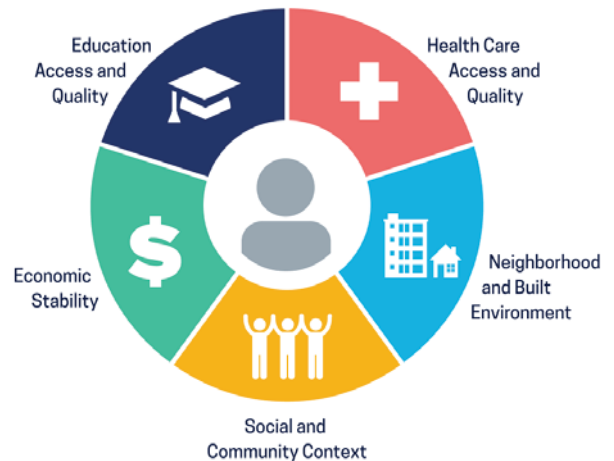 Education
Access and
Quality
Health Care
Access and
Quality
Economic
Stability
$
Neighborhood
and Built
Environment
Social and
Community Context